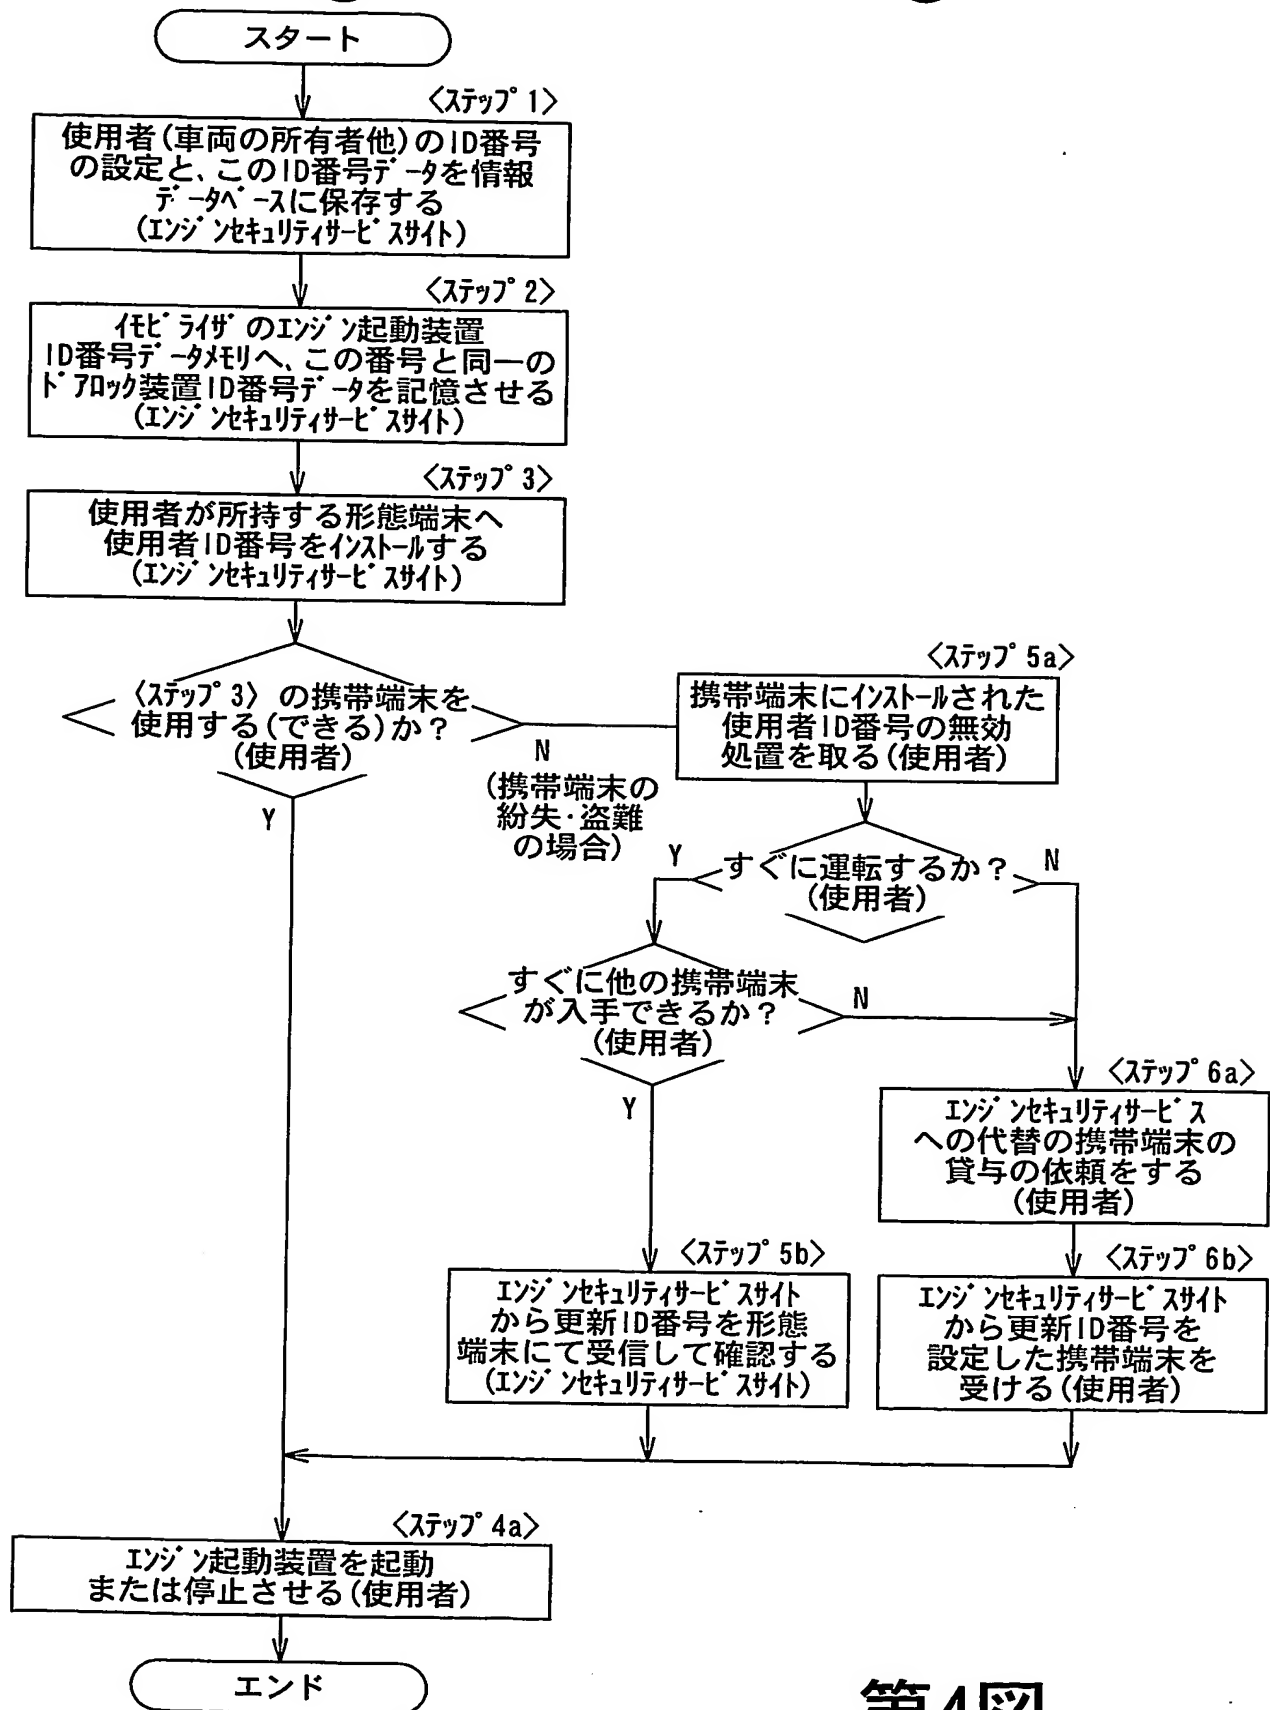 スタート
〈ステップ1〉
使用者(車両の所有者他)のID番号
の設定と、このID番号データを情報
データベースに保存する
(エンジンセキュリティサービスサイト)
〈ステップ2〉
イモビライザのエンジン起動装置
ID番号データメモリへ、この番号と同一の
ドアロック装置ID番号データを記憶させる
(エンジンセキュリティサービスサイト)
〈ステップ3〉
使用者が所持する形態端末へ
使用者ID番号をインストールする
(エンジンセキュリティサービスサイト)
〈ステップ3〉の携帯端末を
使用する(できる)か?
(使用者)
Y
N
(携帯端末の
紛失・盗難
の場合)
〈ステップ5a〉
携帯端末にインストールされた
使用者ID番号の無効
処置を取る(使用者)
Y
すぐに運転するか?
(使用者)
N
すぐに他の携帯端末
が入手できるか?
(使用者)
N
Y
〈ステップ6a〉
エンジンセキュリティサービス
への代替の携帯端末の
貸与の依頼をする
(使用者)
〈ステップ5b〉
エンジンセキュリティサービスサイト
から更新ID番号を形態
端末にて受信して確認する
(エンジンセキュリティサービスサイト)
〈ステップ6b〉
エンジンセキュリティサービスサイト
から更新ID番号を
設定した携帯端末を
受ける(使用者)
〈ステップ4a〉
エンジン起動装置を起動
または停止させる(使用者)
エンド
第4図